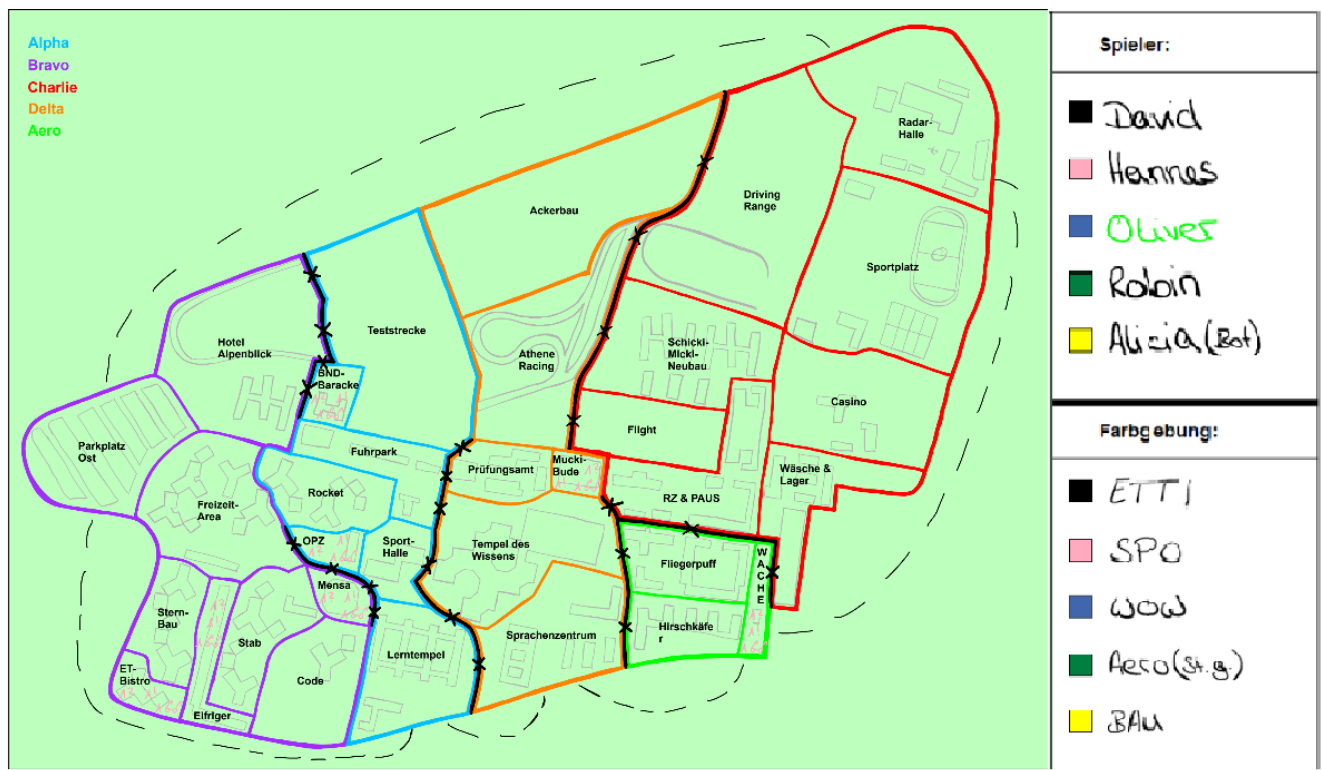 Alpha
Bravo
Charlie
Delta
Aero
Radar-
Halle
Driving
Range
Ackerbau
Sportplatz
Teststrecke
Hotel
Alpenblick
Athene
Racing
Schicki-
Micki-
Neubau
BND-
Baracke
Casino
Parkplatz
Ost
Flight
Fuhrpark
Prüfungsamt
Mucki-
Bude
Wäsche &
Lager
Rocket
RZ & PAUS
Freizeit-
Area
OPZ
Sport-
Halle
Tempel des
Wissens
Fliegerpuff
WACHE
Mensa
Stern-
Bau
Stab
Hirschkäfe
r
Sprachenzentrum
Lerntempel
ET-
Bistro
Code
Elfriger
Spieler:
David
Hannes
Oliver
Robin
Alicia (Bot)
Farbgebung:
ETTI
SPO
WOW
Aero (St.g.)
BAU